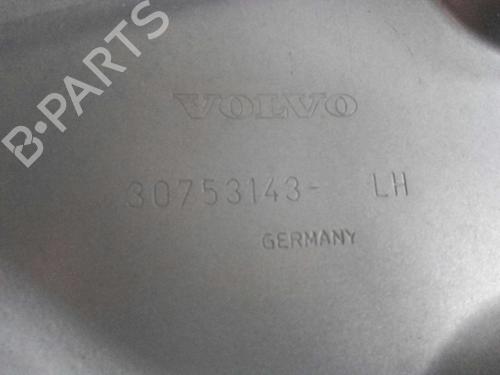 B-PARTS
VOLVO
30753143- LH
GERMANY